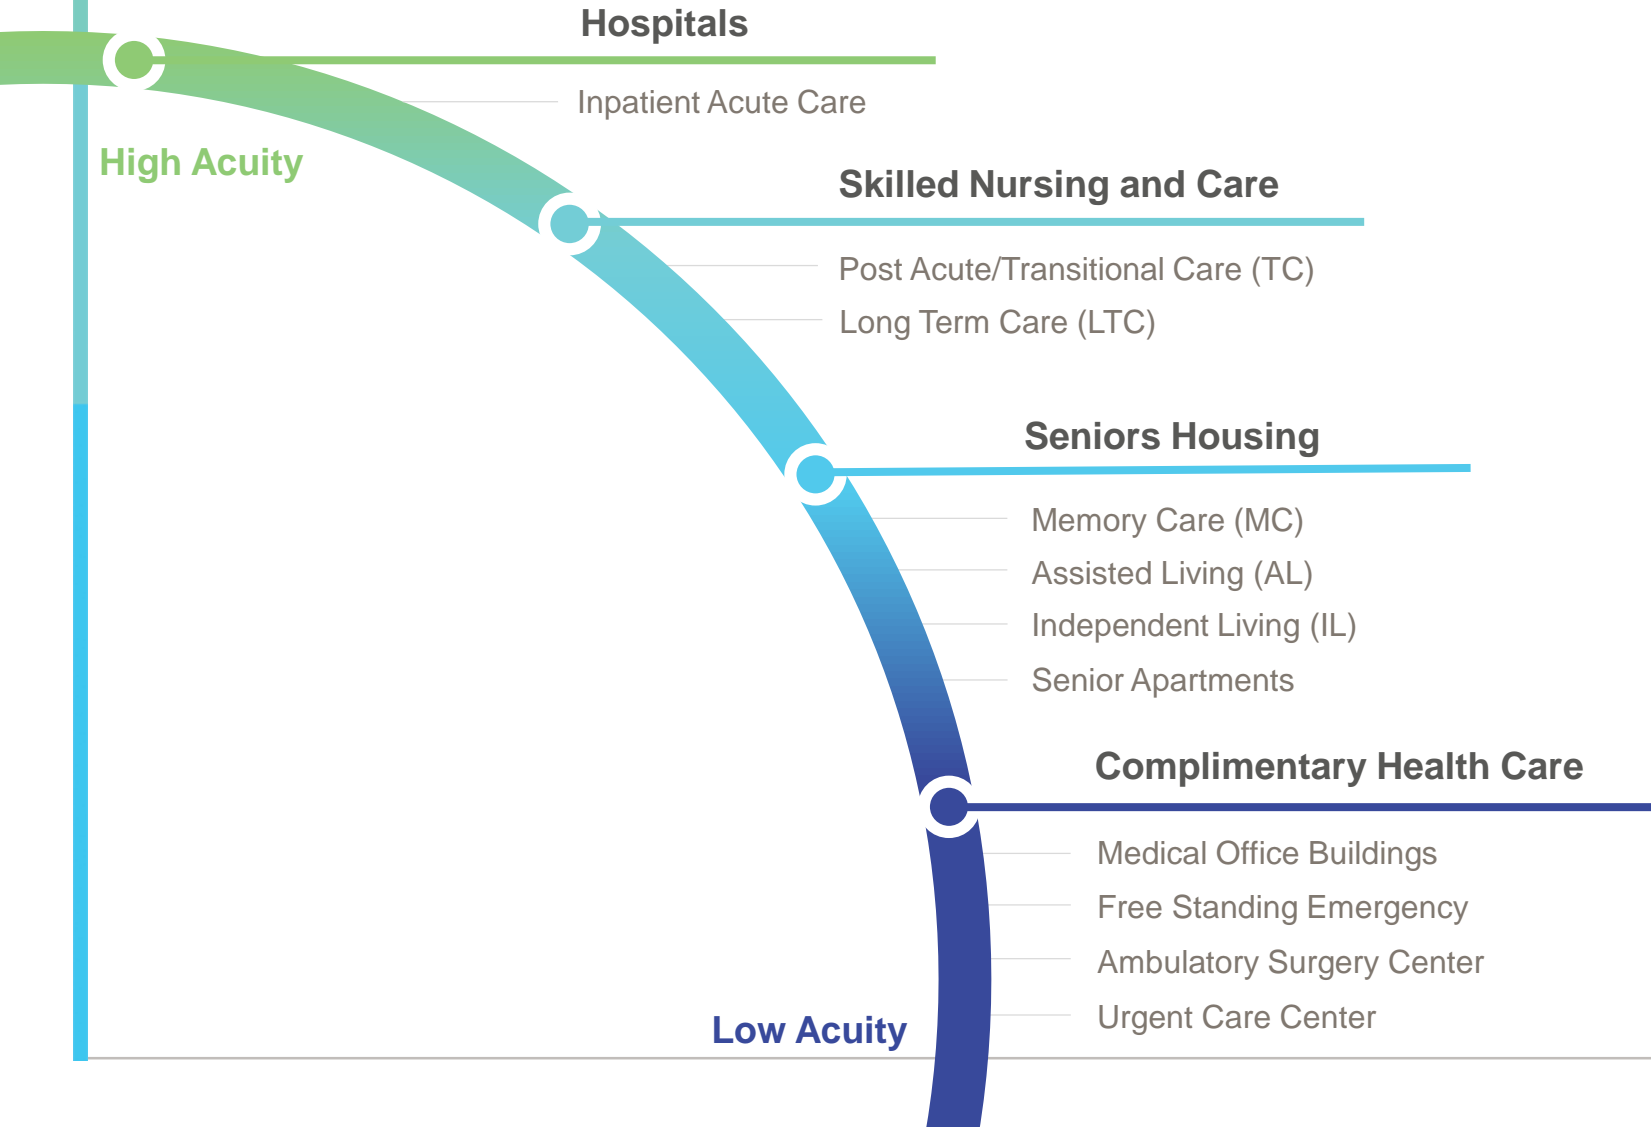 Hospitals
Inpatient Acute Care
High Acuity
Skilled Nursing and Care
Post Acute/Transitional Care (TC)
Long Term Care (LTC)
Seniors Housing
Memory Care (MC)
Assisted Living (AL)
Independent Living (IL)
Senior Apartments
Complimentary Health Care
Medical Office Buildings
Free Standing Emergency
Ambulatory Surgery Center
Urgent Care Center
Low Acuity